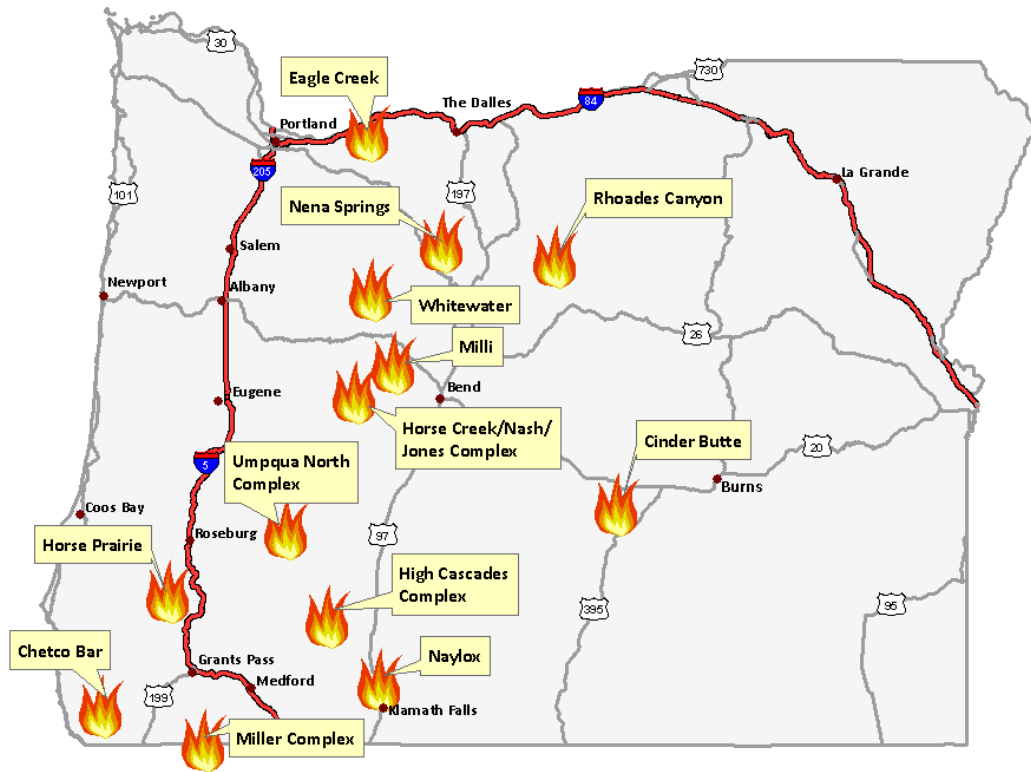 30
730
Eagle Creek
The Dalles
84
Portland
205
La Grande
101
197
Nena Springs
Rhoades Canyon
Salem
Newport
Albany
Whitewater
26
Milli
Bend
Eugene
Horse Creek/Nash/
Jones Complex
Cinder Butte
20
5
Umpqua North
Complex
Burns
Coos Bay
Roseburg
97
Horse Prairie
High Cascades
Complex
395
95
Chetco Bar
Grants Pass
Naylox
Medford
199
Klamath Falls
Miller Complex